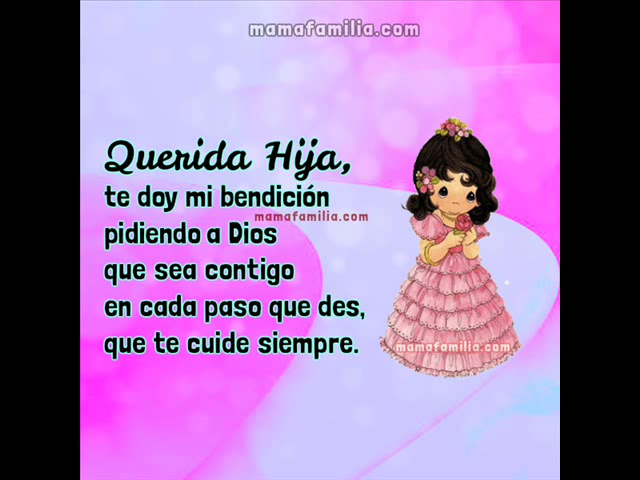 mamafamilia.com
Querida Hija,
te doy mi bendición
mamafamilia.com
pidiendo a Dios
que sea contigo
en cada paso que des,
que te cuide siempre.
mamafamilia.com